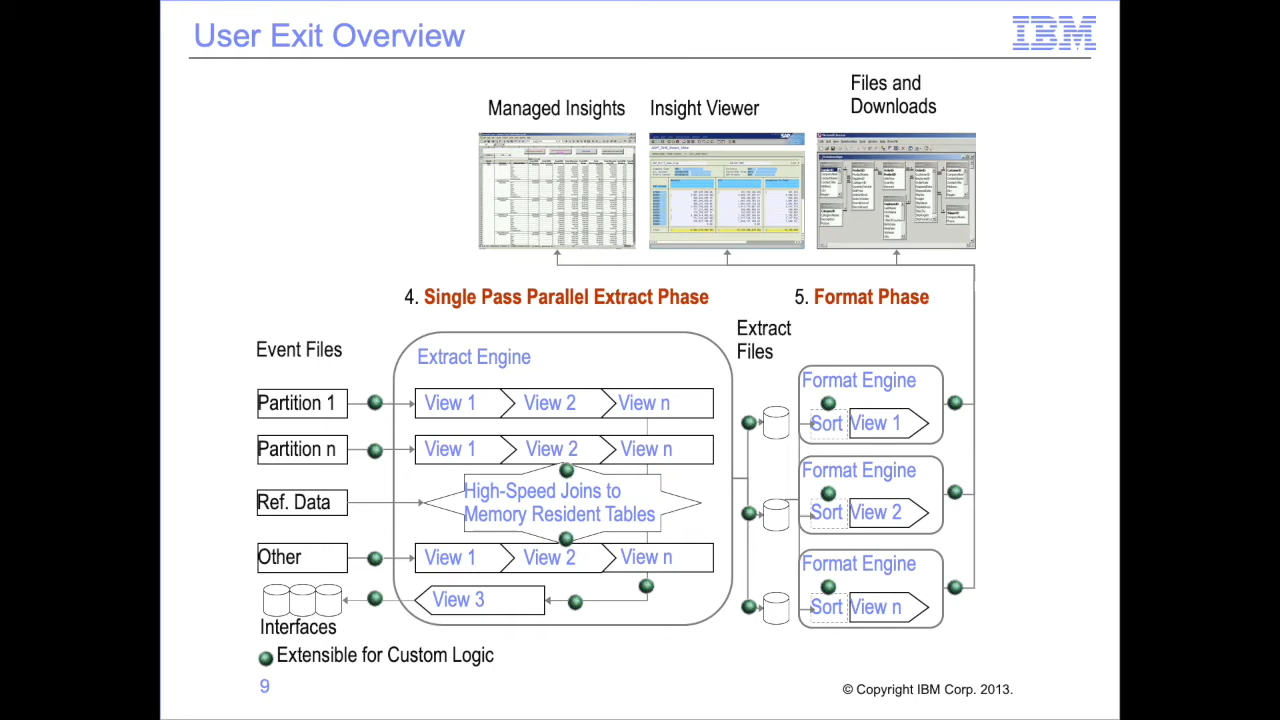 User Exit Overview
IBM
Managed Insights
Insight Viewer
Files and
Downloads
4. Single Pass Parallel Extract Phase
5. Format Phase
Event Files
Extract Engine
Extract
Files
Partition 1
View 1
View 2
View n
Partition n
View 1
View 2
View n
Ref. Data
High-Speed Joins to
Memory Resident Tables
Other
View 1
View 2
View n
View 3
Interfaces
Format Engine
Sort
View 1
Format Engine
Sort
View 2
Format Engine
Sort
View n
Extensible for Custom Logic
9
© Copyright IBM Corp. 2013.